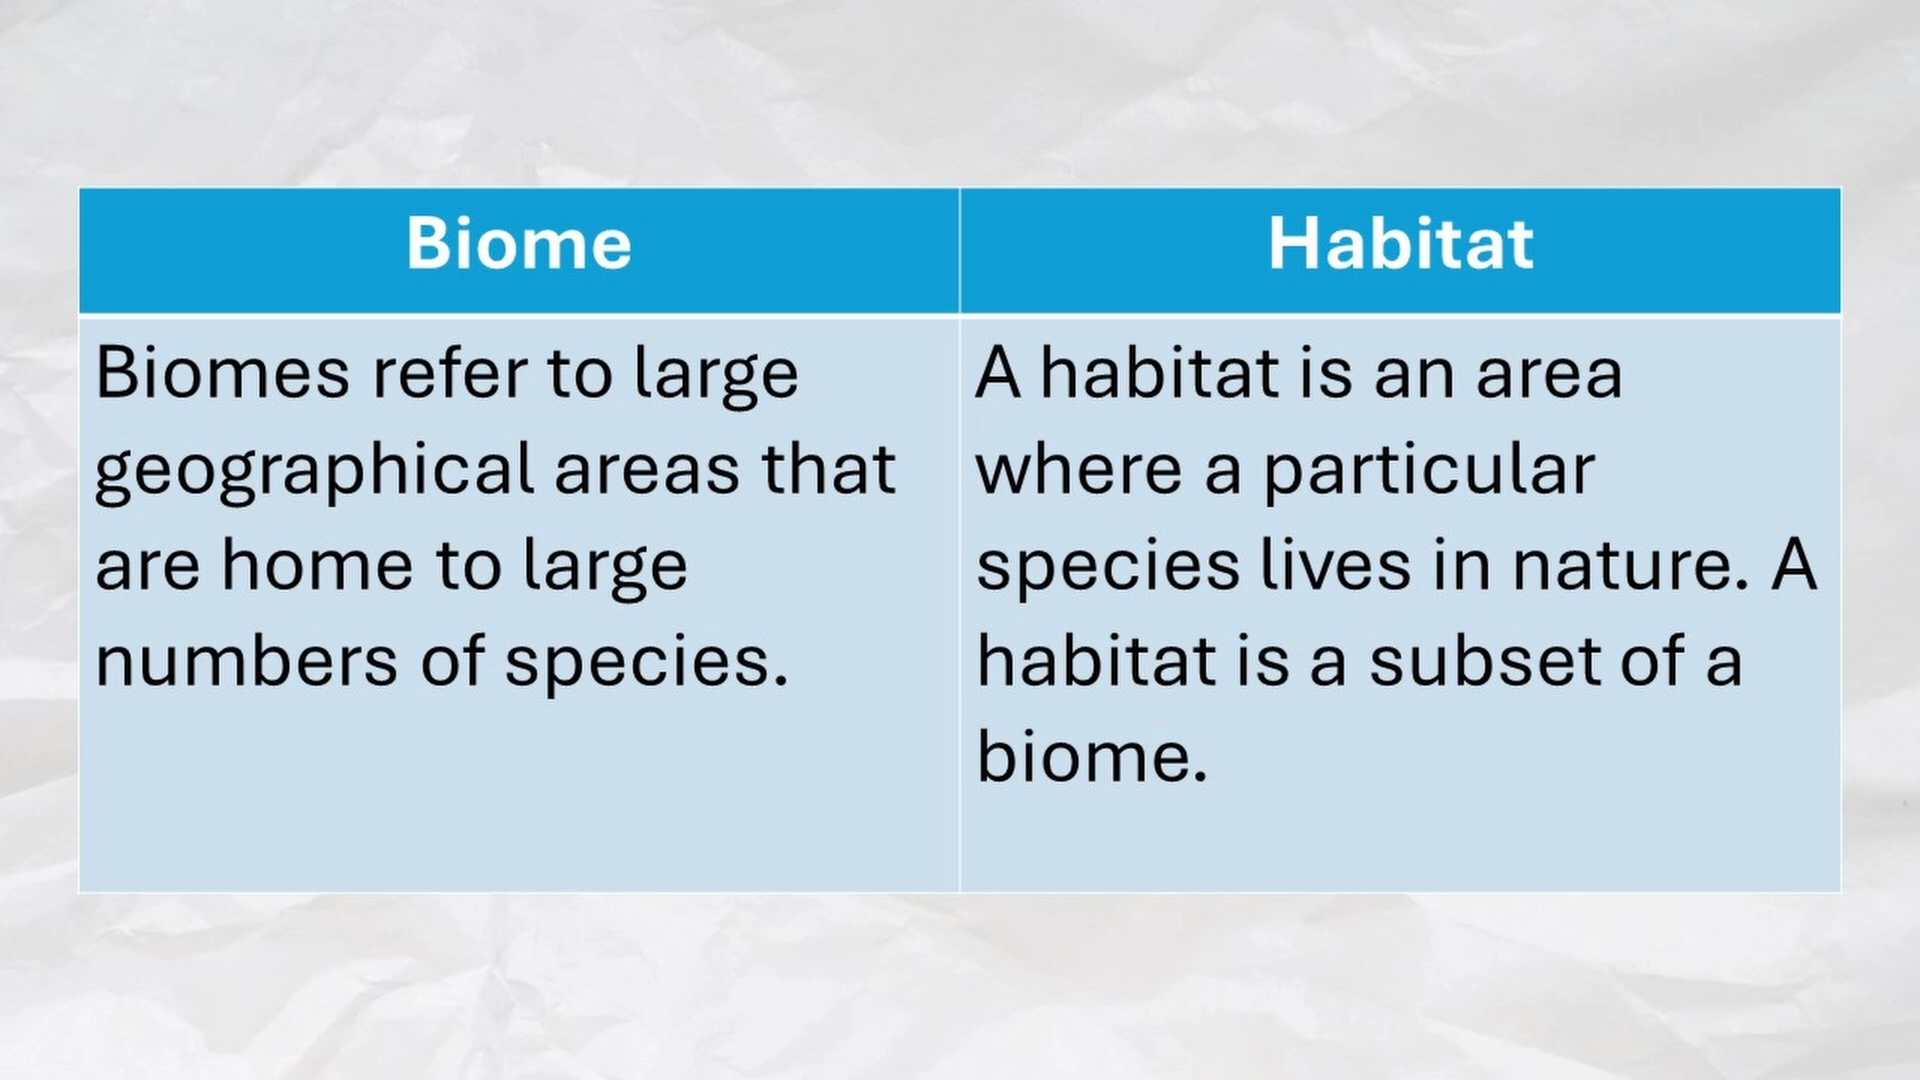 Biome
Habitat
Biomes refer to large
geographical areas that
are home to large
numbers of species.
A habitat is an area
where a particular
species lives in nature. A
habitat is a subset of a
biome.